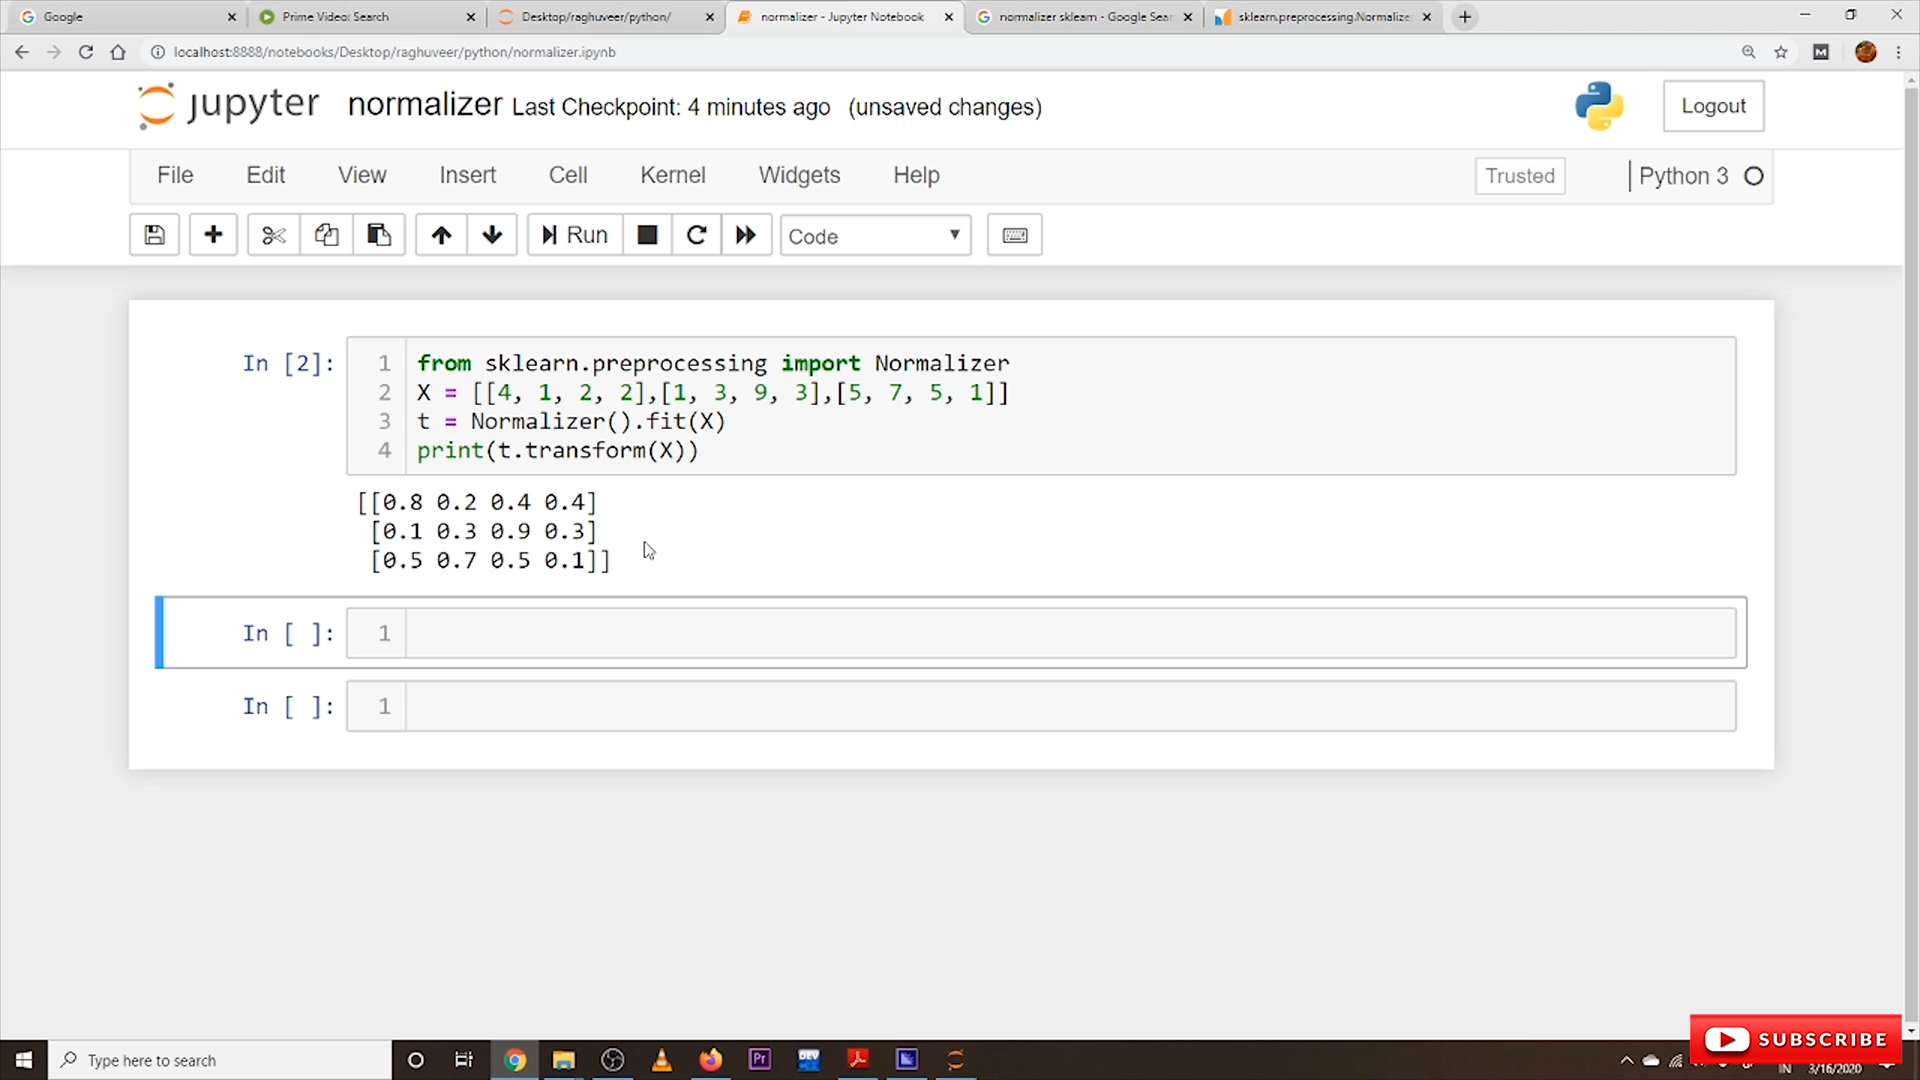 Google
Prime Video: Search
Desktop/raghuveer/python/
normalizer - Jupyter Notebook
normalizer sklearn - Google Sear
sklearn.preprocessing.Normalize
localhost:8888/notebooks/Desktop/raghuveer/python/normalizer.ipynb
jupyter normalizer Last Checkpoint: 4 minutes ago (unsaved changes)
Logout
File Edit View Insert Cell Kernel Widgets Help
Trusted
Python 3
Run
Code
In [2]:
1 from sklearn.preprocessing import Normalizer
2 X = [[4, 1, 2, 2],[1, 3, 9, 3],[5, 7, 5, 1]]
3 t = Normalizer().fit(X)
4 print(t.transform(X))
[[0.8 0.2 0.4 0.4]
[0.1 0.3 0.9 0.3]
[0.5 0.7 0.5 0.1]]
In [ ]: 1
In [ ]: 1
SUBSCRIBE
Type here to search
Pr
DEV
IN
3/16/2020